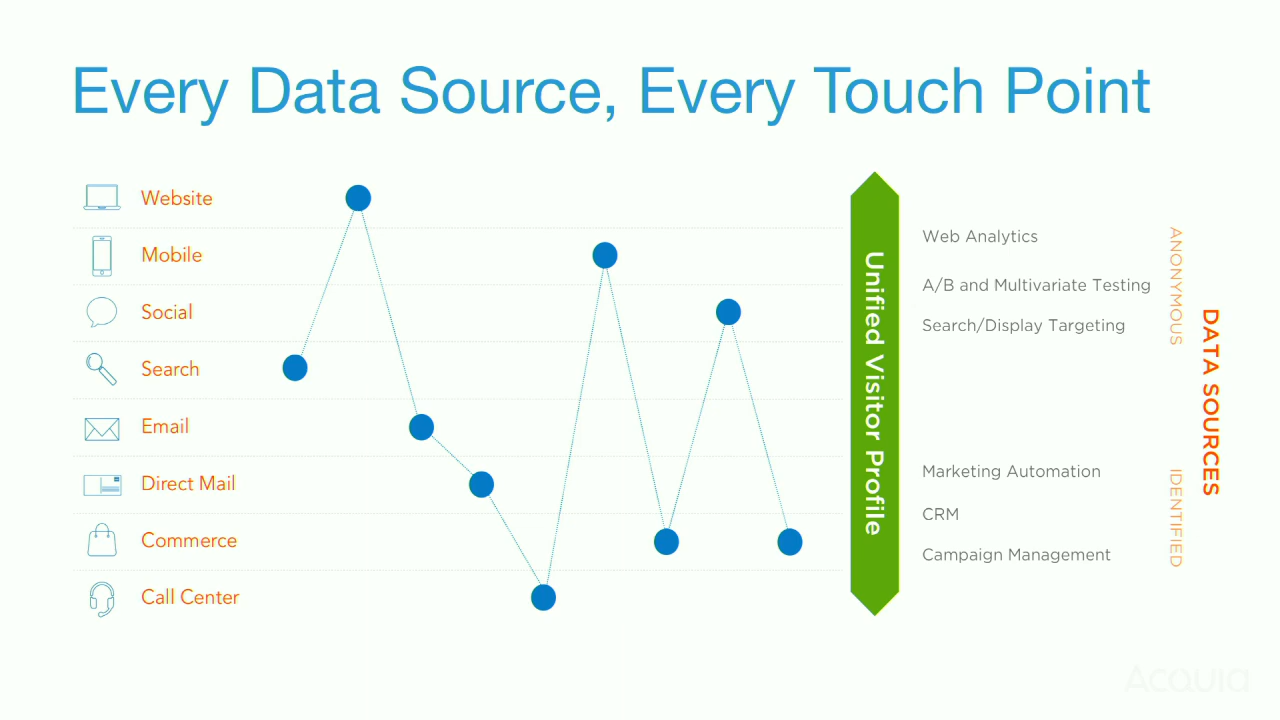 Every Data Source, Every Touch Point
Website
Mobile
Social
Search
Email
Direct Mail
Commerce
Call Center
Unified Visitor Profile
Web Analytics
A/B and Multivariate Testing
Search/Display Targeting
Marketing Automation
CRM
Campaign Management
ANONYMOUS
IDENTIFIED
DATA SOURCES
Acquia